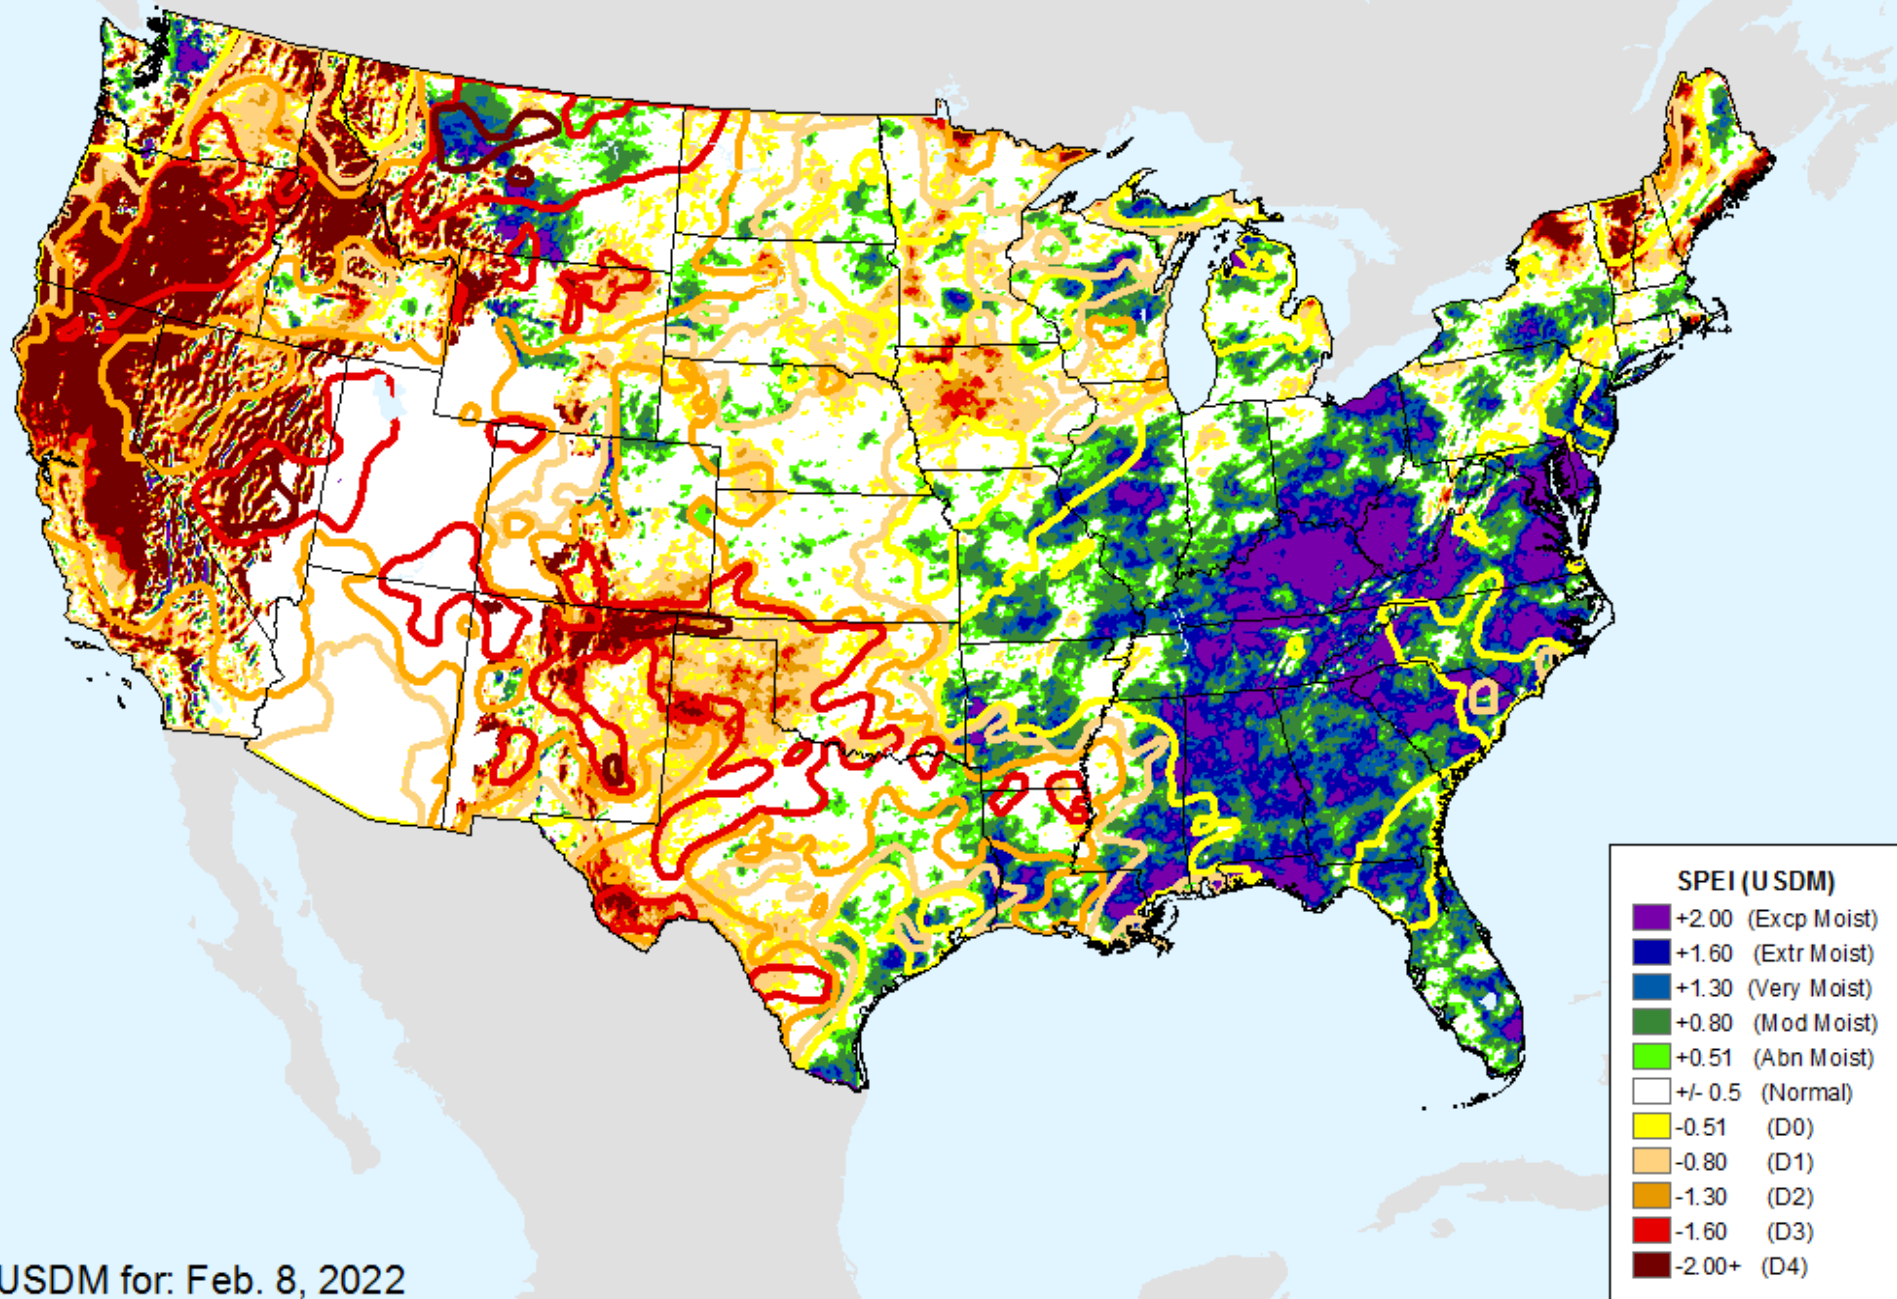 SPEI (USDM)
+2.00 (Excp Moist)
+1.60 (Extr Moist)
+1.30 (Very Moist)
+0.80 (Mod Moist)
+0.51 (Abn Moist)
+/- 0.5 (Normal)
-0.51 (D0)
-0.80 (D1)
-1.30 (D2)
-1.60 (D3)
-2.00+ (D4)
USDM for: Feb. 8, 2022